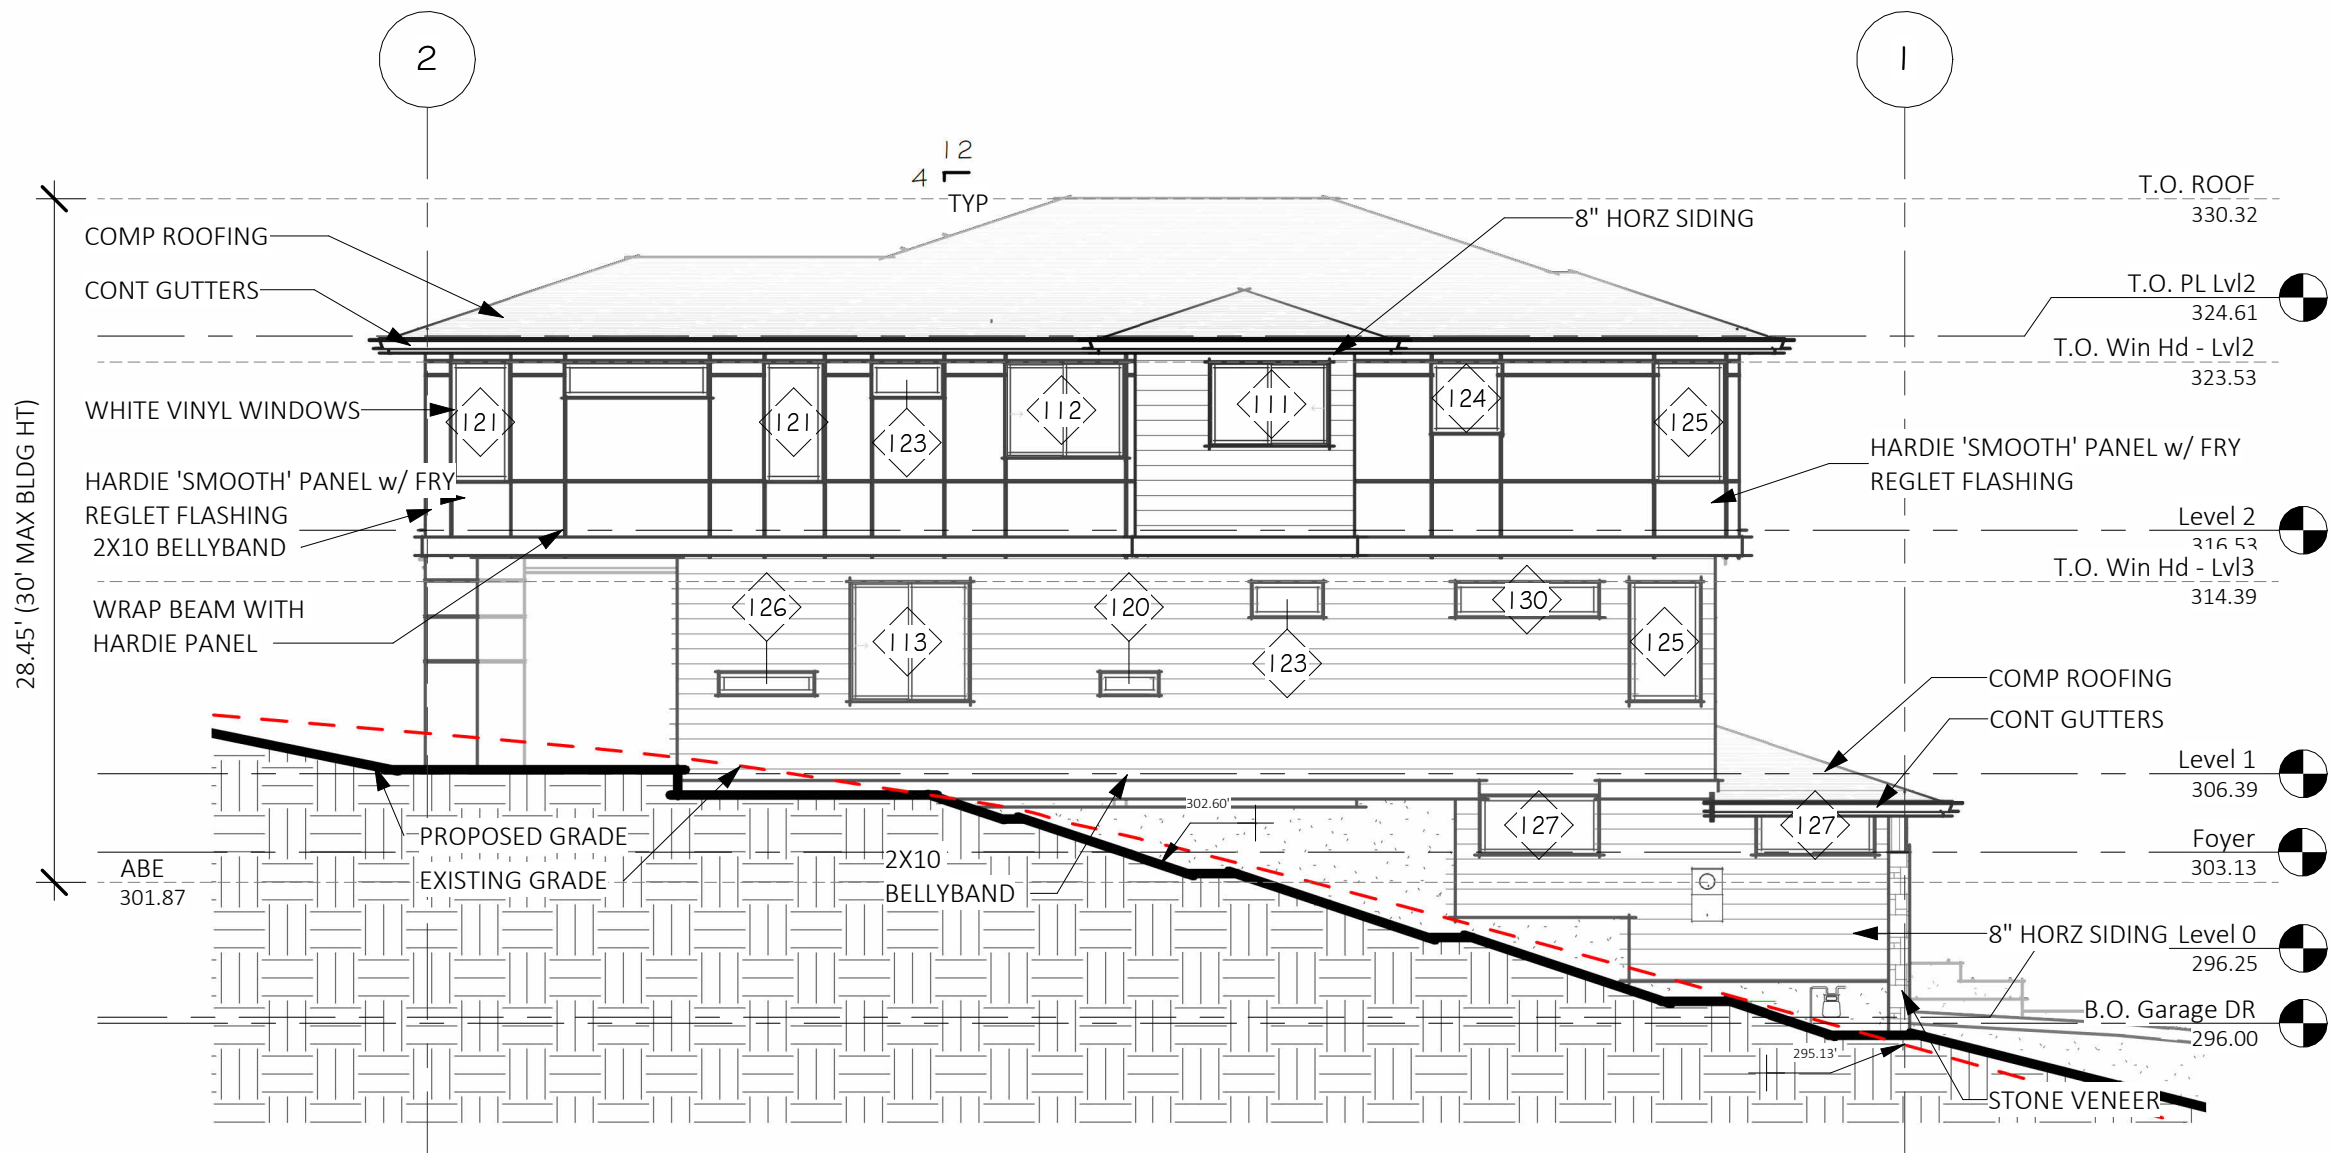 2
1
12
4
TYP
T.O. ROOF
330.32
COMP ROOFING
8" HORZ SIDING
CONT GUTTERS
T.O. PL Lvl2
324.61
T.O. Win Hd - Lvl2
323.53
WHITE VINYL WINDOWS
121
121
123
112
111
124
125
HARDIE 'SMOOTH' PANEL w/ FRY
REGLET FLASHING
HARDIE 'SMOOTH' PANEL w/ FRY
REGLET FLASHING
2X10 BELLYBAND
Level 2
316.53
T.O. Win Hd - Lvl3
314.39
28.45' (30' MAX BLDG HT)
WRAP BEAM WITH
HARDIE PANEL
126
113
120
123
130
125
COMP ROOFING
CONT GUTTERS
Level 1
306.39
302.60'
127
127
PROPOSED GRADE
EXISTING GRADE
2X10
BELLYBAND
Foyer
303.13
ABE
301.87
8" HORZ SIDING
Level 0
296.25
B.O. Garage DR
296.00
295.13'
STONE VENEER